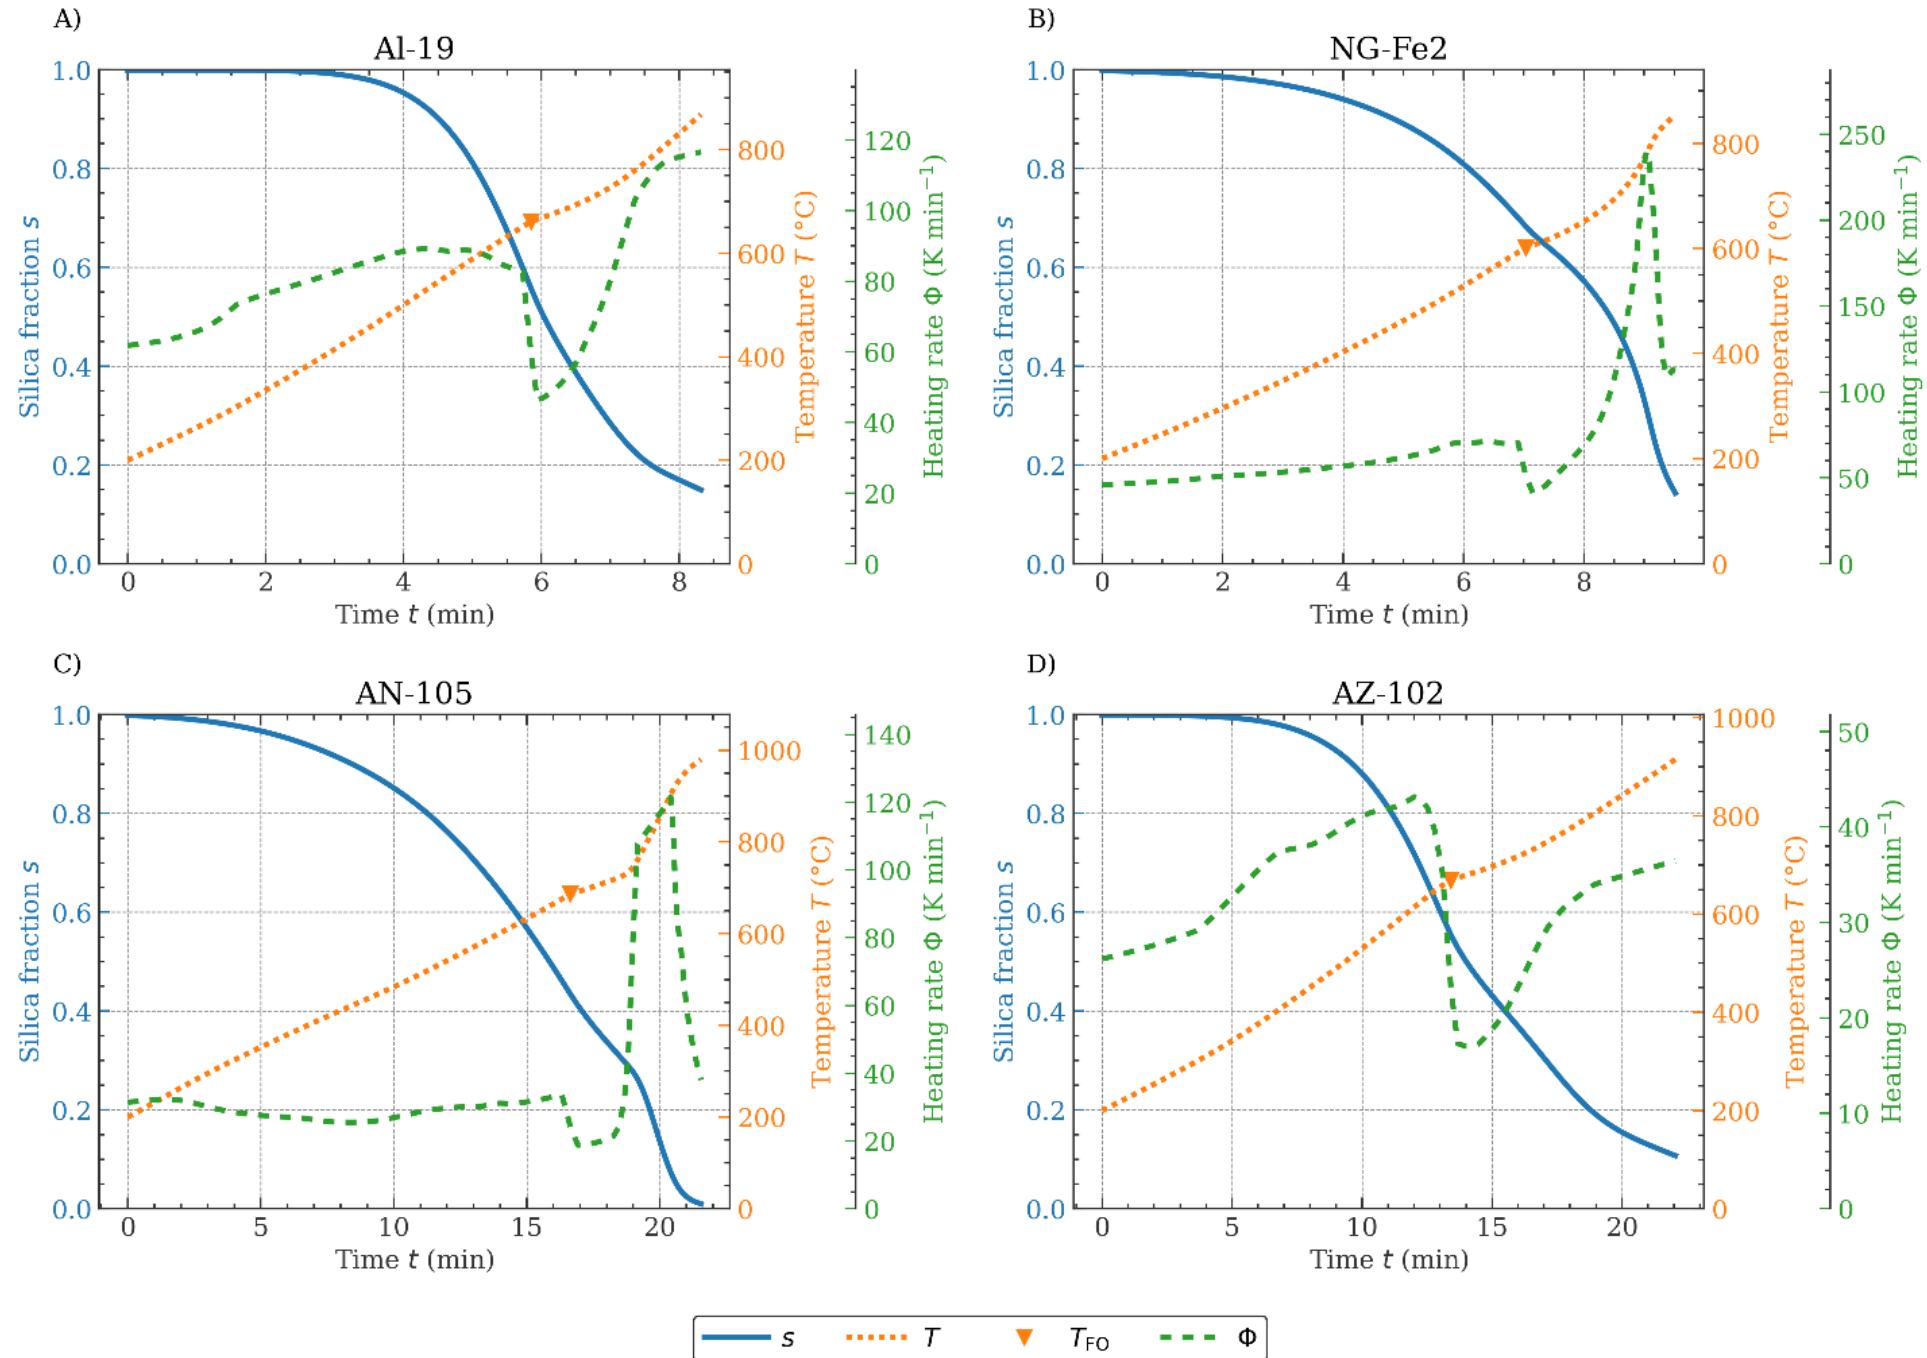 A)
Al-19
1.0
0.8
0.6
0.4
0.2
0.0
Silica fraction s
0 2 4 6 8
Time t (min)
800
600
400
200
0
Temperature T (°C)
120
100
80
60
40
20
0
Heating rate Φ (K min⁻¹)
B)
NG-Fe2
1.0
0.8
0.6
0.4
0.2
0.0
Silica fraction s
0 2 4 6 8
Time t (min)
800
600
400
200
0
Temperature T (°C)
250
200
150
100
50
0
Heating rate Φ (K min⁻¹)
C)
AN-105
1.0
0.8
0.6
0.4
0.2
0.0
Silica fraction s
0 5 10 15 20
Time t (min)
1000
800
600
400
200
0
Temperature T (°C)
140
120
100
80
60
40
20
0
Heating rate Φ (K min⁻¹)
D)
AZ-102
1.0
0.8
0.6
0.4
0.2
0.0
Silica fraction s
0 5 10 15 20
Time t (min)
1000
800
600
400
200
0
Temperature T (°C)
50
40
30
20
10
0
Heating rate Φ (K min⁻¹)
s T T_FO Φ